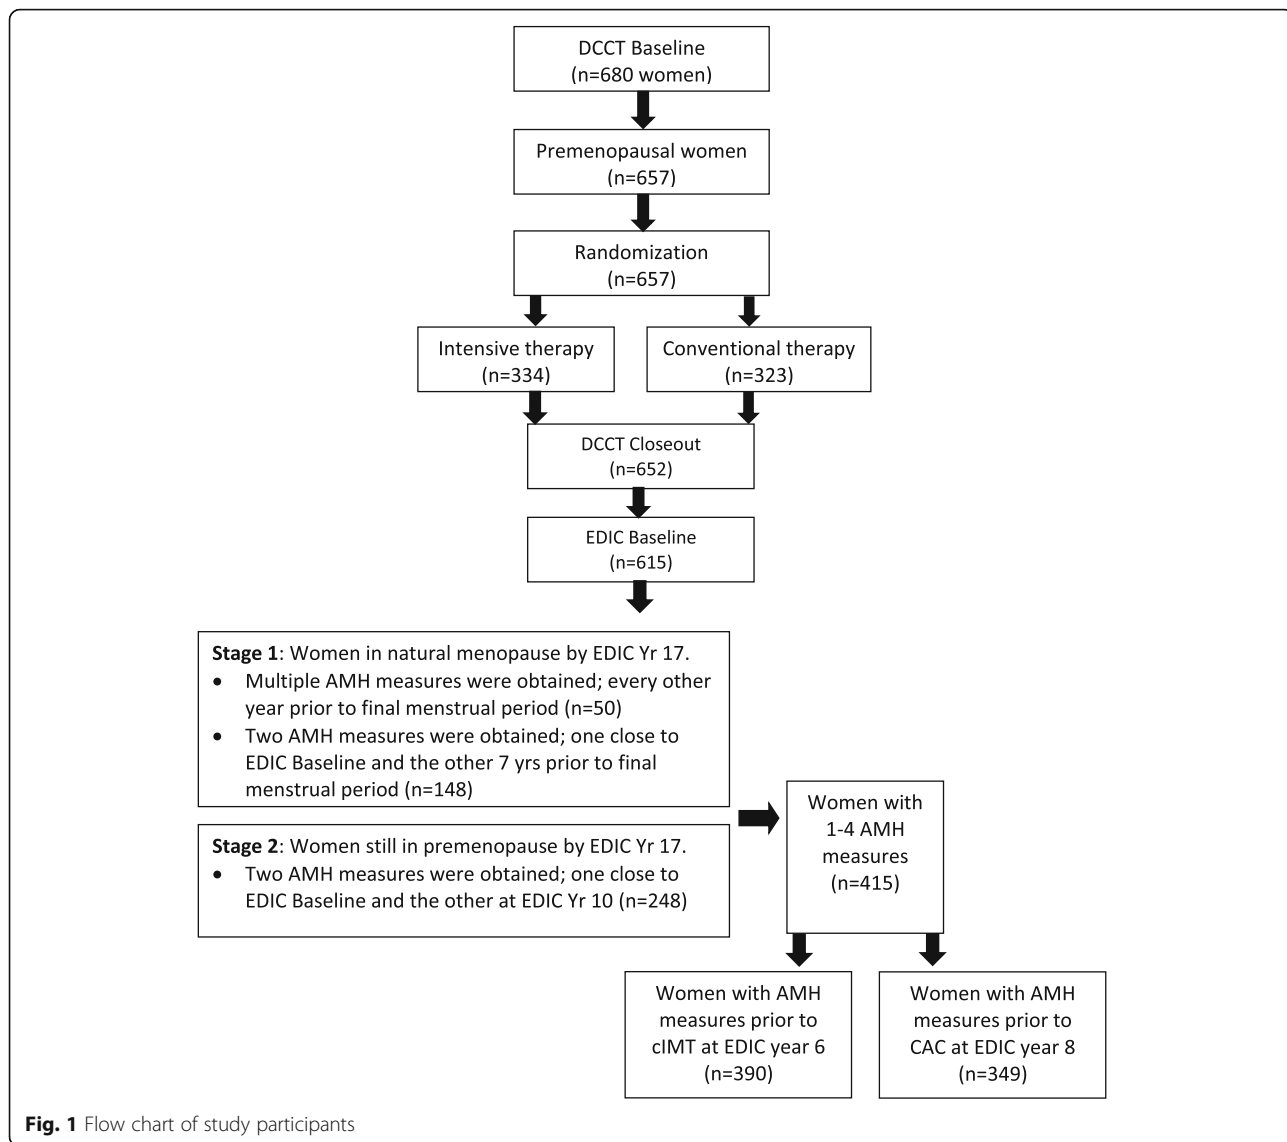 DCCT Baseline
(n=680 women)
Premenopausal women
(n=657)
Randomization
(n=657)
Intensive therapy
(n=334)
Conventional therapy
(n=323)
DCCT Closeout
(n=652)
EDIC Baseline
(n=615)
Stage 1: Women in natural menopause by EDIC Yr 17.
• Multiple AMH measures were obtained; every other
year prior to final menstrual period (n=50)
• Two AMH measures were obtained; one close to
EDIC Baseline and the other 7 yrs prior to final
menstrual period (n=148)
Stage 2: Women still in premenopause by EDIC Yr 17.
• Two AMH measures were obtained; one close to
EDIC Baseline and the other at EDIC Yr 10 (n=248)
Women with
1-4 AMH
measures
(n=415)
Women with AMH
measures prior to
cIMT at EDIC year 6
(n=390)
Women with AMH
measures prior to
CAC at EDIC year 8
(n=349)
Fig. 1 Flow chart of study participants